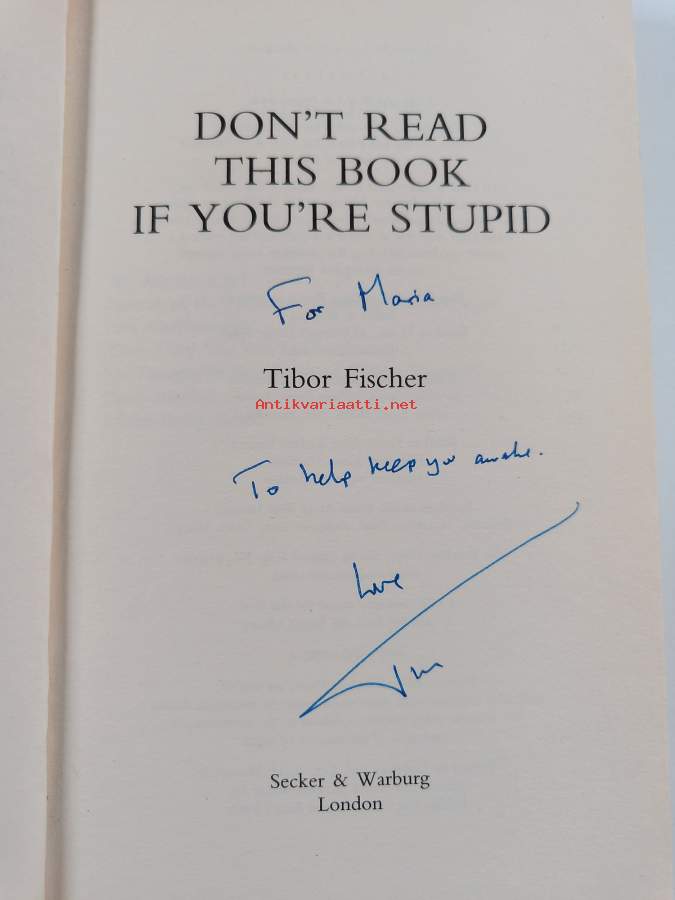 DON'T READ
THIS BOOK
IF YOU'RE STUPID
For Maria
Tibor Fischer
Antikvariaatti.net
To help keep you awake.
Love
Secker & Warburg
London